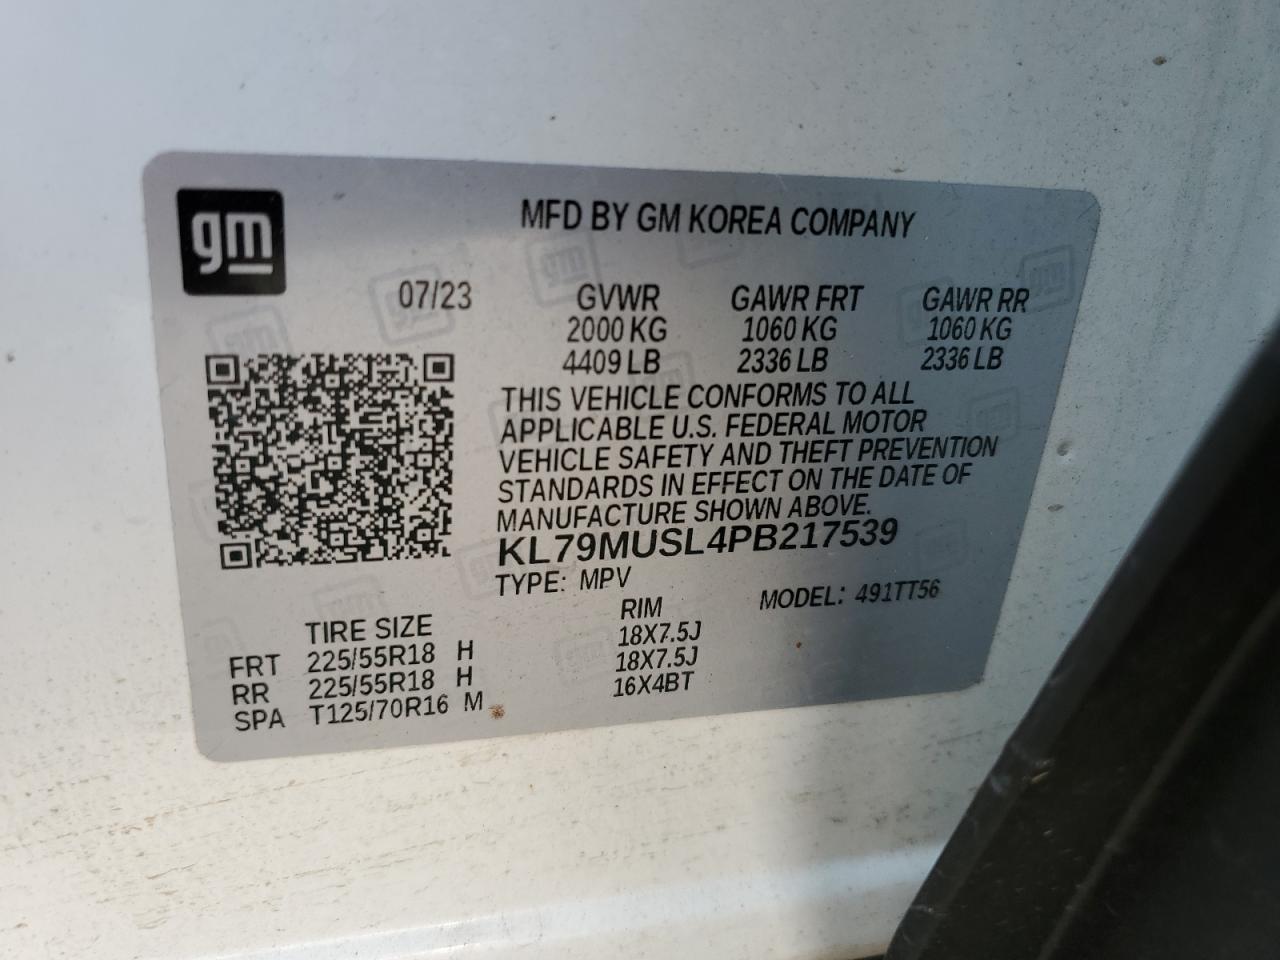 gm
MFD BY GM KOREA COMPANY
07/23 GVWR GAWR FRT GAWR RR
2000 KG 1060 KG 1060 KG
4409 LB 2336 LB 2336 LB
THIS VEHICLE CONFORMS TO ALL
APPLICABLE U.S. FEDERAL MOTOR
VEHICLE SAFETY AND THEFT PREVENTION
STANDARDS IN EFFECT ON THE DATE OF
MANUFACTURE SHOWN ABOVE.
KL79MUSL4PB217539
TYPE: MPV MODEL: 491TT56
TIRE SIZE RIM
FRT 225/55R18 H 18X7.5J
RR 225/55R18 H 18X7.5J
SPA T125/70R16 M 16X4BT